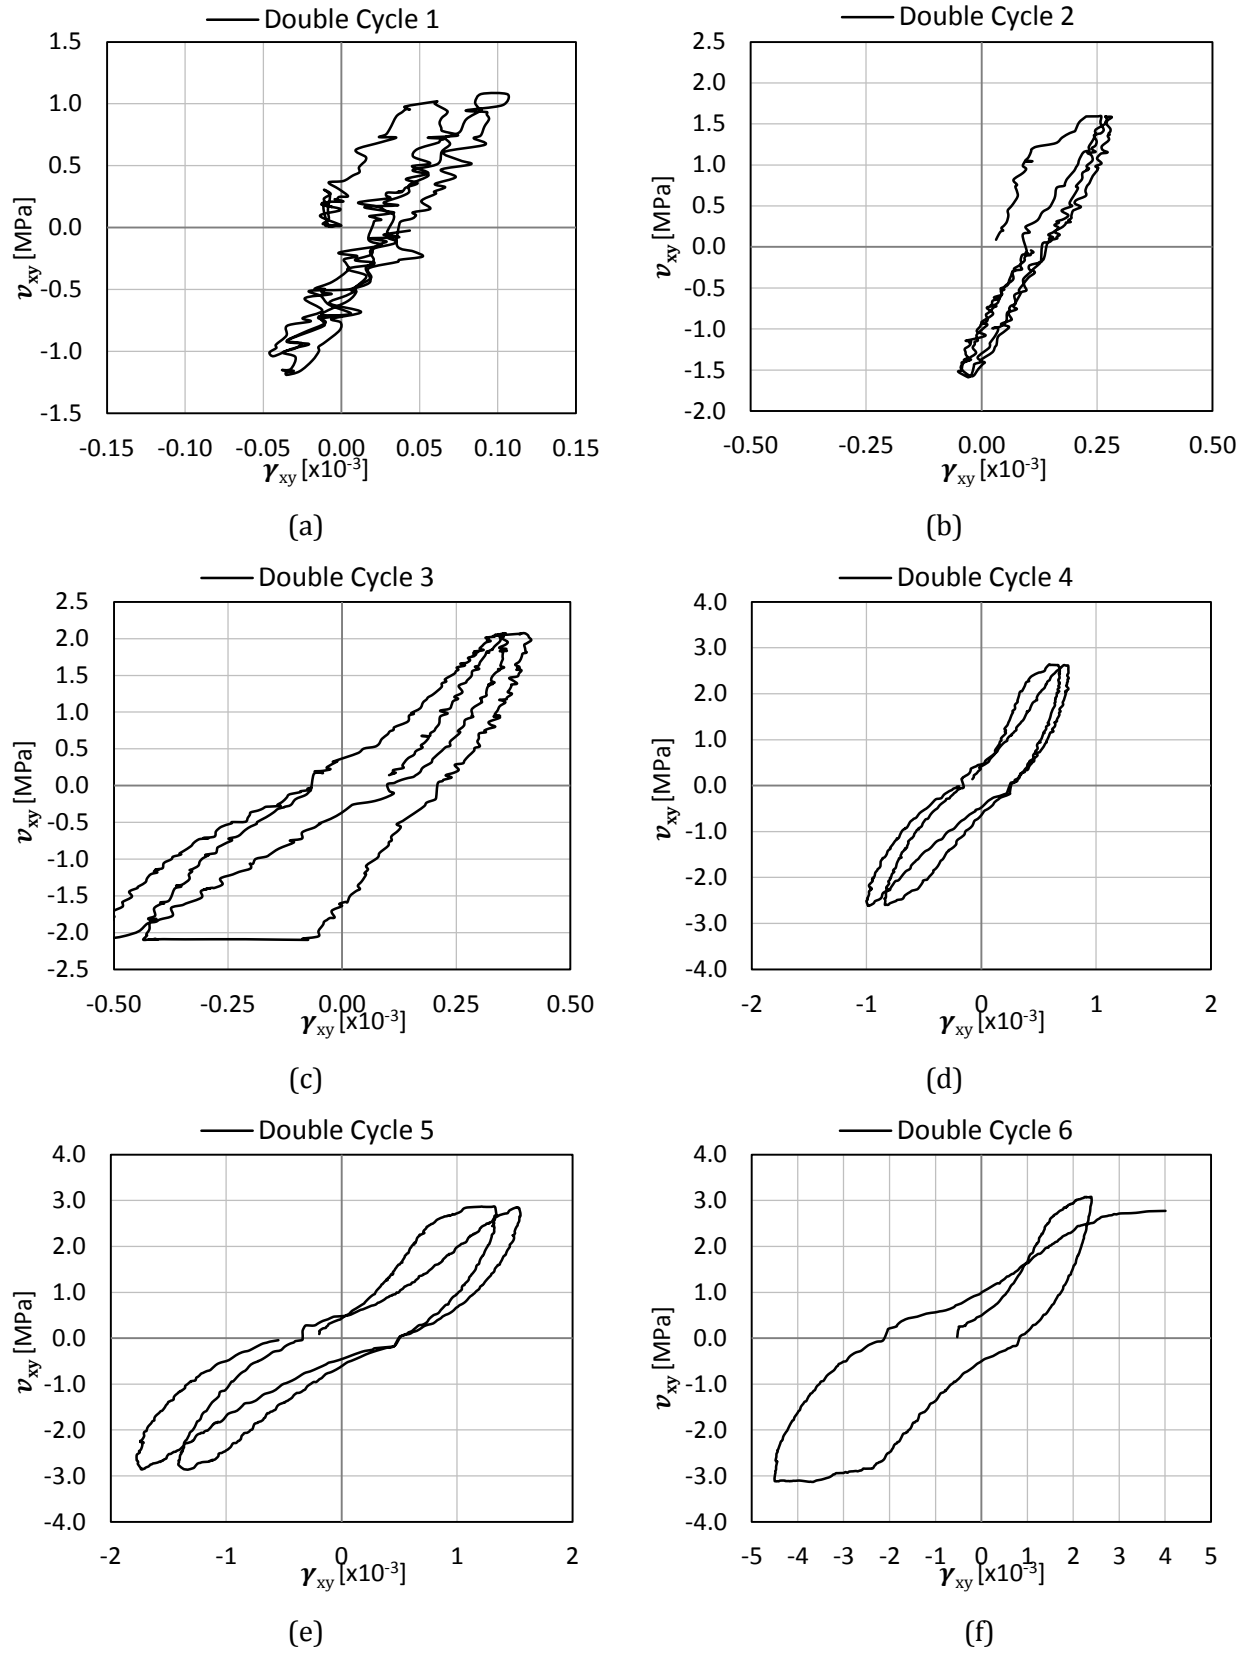 Double Cycle 1
1.5
1.0
0.5
0.0
-0.5
-1.0
-1.5
-0.15 -0.10 -0.05 0.00 0.05 0.10 0.15
v_xy [MPa]
γ_xy [x10⁻³]
(a)
Double Cycle 2
2.5
2.0
1.5
1.0
0.5
0.0
-0.5
-1.0
-1.5
-2.0
-0.50 -0.25 0.00 0.25 0.50
v_xy [MPa]
γ_xy [x10⁻³]
(b)
Double Cycle 3
2.5
2.0
1.5
1.0
0.5
0.0
-0.5
-1.0
-1.5
-2.0
-2.5
-0.50 -0.25 0.00 0.25 0.50
v_xy [MPa]
γ_xy [x10⁻³]
(c)
Double Cycle 4
4.0
3.0
2.0
1.0
0.0
-1.0
-2.0
-3.0
-4.0
-2 -1 0 1 2
v_xy [MPa]
γ_xy [x10⁻³]
(d)
Double Cycle 5
4.0
3.0
2.0
1.0
0.0
-1.0
-2.0
-3.0
-4.0
-2 -1 0 1 2
v_xy [MPa]
γ_xy [x10⁻³]
(e)
Double Cycle 6
4.0
3.0
2.0
1.0
0.0
-1.0
-2.0
-3.0
-4.0
-5 -4 -3 -2 -1 0 1 2 3 4 5
v_xy [MPa]
γ_xy [x10⁻³]
(f)